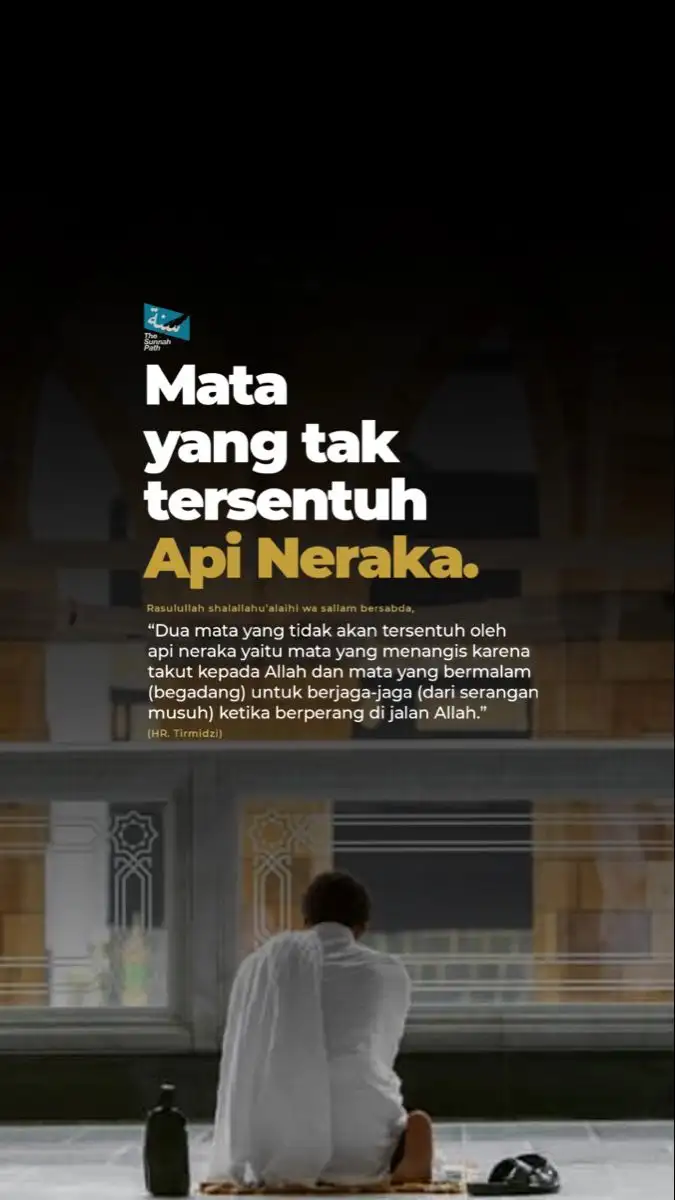 سنة
The
Sunnah
Path
Mata
yang tak
tersentuh
Api Neraka.
Rasulullah shalallahu'alaihi wa sallam bersabda,
“Dua mata yang tidak akan tersentuh oleh
api neraka yaitu mata yang menangis karena
takut kepada Allah dan mata yang bermalam
(begadang) untuk berjaga-jaga (dari serangan
musuh) ketika berperang di jalan Allah.”
(HR. Tirmidzi)